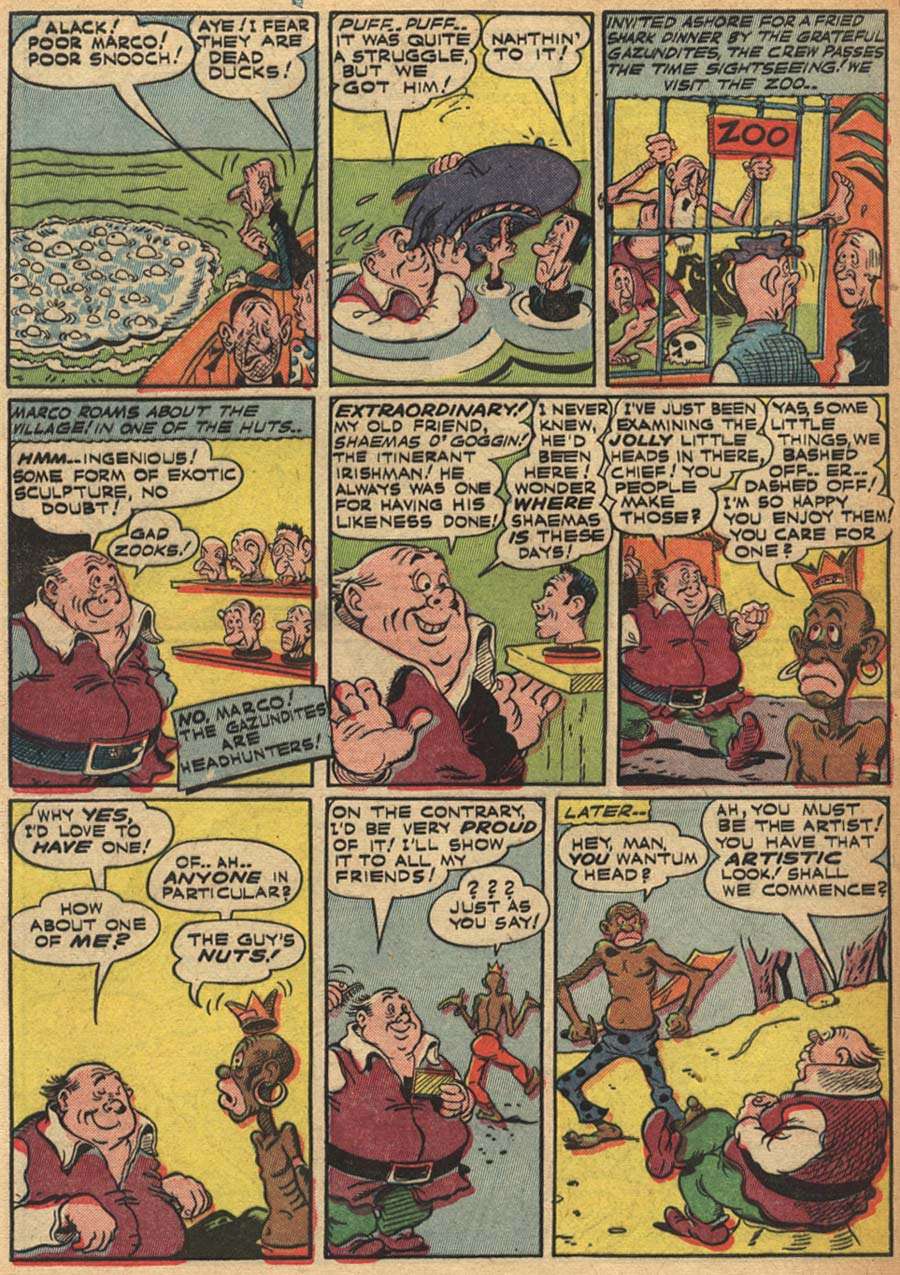 ALACK!
POOR MARCO!
POOR SNOOCH!
AYE! I FEAR
THEY ARE
DEAD
DUCKS!
PUFF.. PUFF..
IT WAS QUITE
A STRUGGLE,
BUT WE
GOT HIM!
NAHTHIN'
TO IT!
INVITED ASHORE FOR A FRIED
SHARK DINNER BY THE GRATEFUL
GAZUNDITES, THE CREW PASSES
THE TIME SIGHTSEEING! WE
VISIT THE ZOO..
ZOO
MARCO ROAMS ABOUT THE
VILLAGE! IN ONE OF THE HUTS..
HMM--INGENIOUS!
SOME FORM OF EXOTIC
SCULPTURE, NO
DOUBT!
GAD
ZOOKS!
NO, MARCO!
THE GAZUNDITES
ARE
HEADHUNTERS!
EXTRAORDINARY!
MY OLD FRIEND,
SHAEMAS O'GOGGIN!
THE ITINERANT
IRISHMAN! HE
ALWAYS WAS ONE
FOR HAVING HIS
LIKENESS DONE!
I NEVER
KNEW,
HE'D
BEEN
HERE!
WONDER
WHERE
SHAEMAS
IS THESE
DAYS!
I'VE JUST BEEN
EXAMINING THE
JOLLY LITTLE
HEADS IN THERE,
CHIEF! YOU
PEOPLE
MAKE
THOSE?
YAS, SOME
LITTLE
THINGS, WE
BASHED
OFF-- ER--
DASHED OFF!
I'M SO HAPPY
YOU ENJOY THEM!
YOU CARE FOR
ONE?
WHY YES,
I'D LOVE TO
HAVE ONE!
OF.. AH..
ANYONE IN
PARTICULAR?
HOW
ABOUT ONE
OF ME?
THE GUY'S
NUTS!
ON THE CONTRARY,
I'D BE VERY PROUD
OF IT! I'LL SHOW
IT TO ALL MY
FRIENDS!
???
JUST AS
YOU SAY!
LATER--
HEY, MAN,
YOU WANTUM
HEAD?
AH, YOU MUST
BE THE ARTIST!
YOU HAVE THAT
ARTISTIC
LOOK! SHALL
WE COMMENCE?